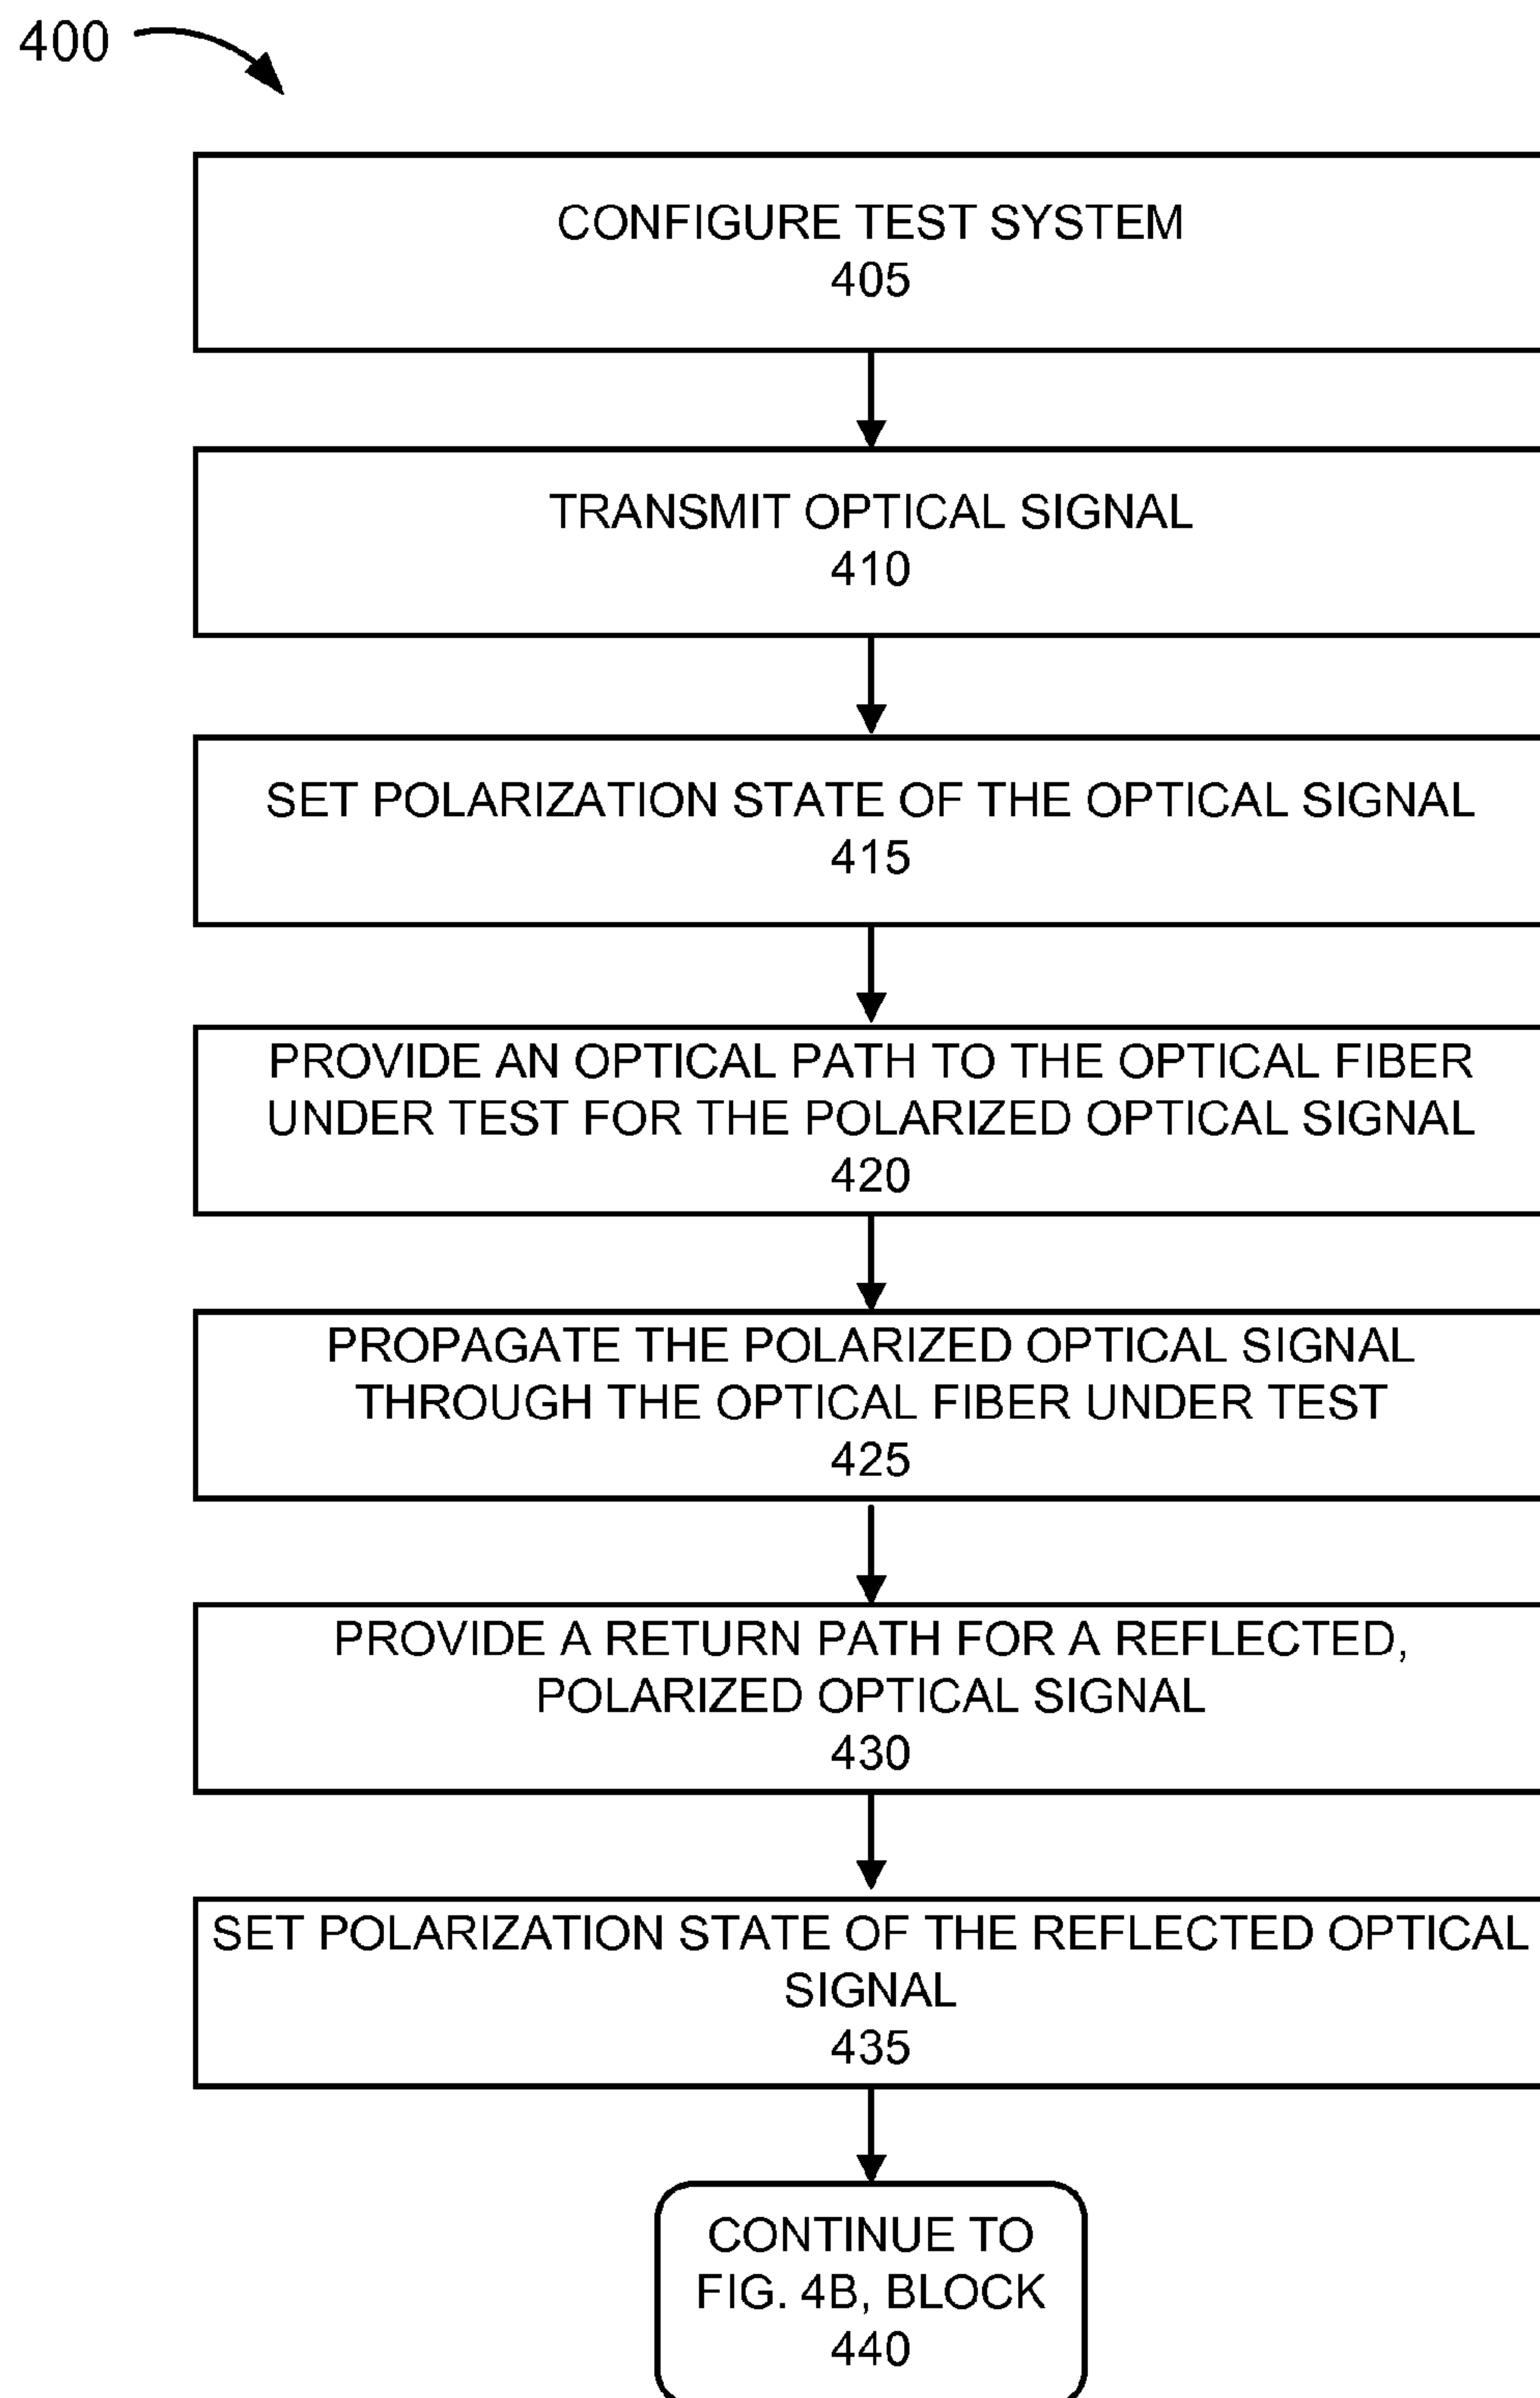 400
CONFIGURE TEST SYSTEM
405
TRANSMIT OPTICAL SIGNAL
410
SET POLARIZATION STATE OF THE OPTICAL SIGNAL
415
PROVIDE AN OPTICAL PATH TO THE OPTICAL FIBER
UNDER TEST FOR THE POLARIZED OPTICAL SIGNAL
420
PROPAGATE THE POLARIZED OPTICAL SIGNAL
THROUGH THE OPTICAL FIBER UNDER TEST
425
PROVIDE A RETURN PATH FOR A REFLECTED,
POLARIZED OPTICAL SIGNAL
430
SET POLARIZATION STATE OF THE REFLECTED OPTICAL
SIGNAL
435
CONTINUE TO
FIG. 4B, BLOCK
440